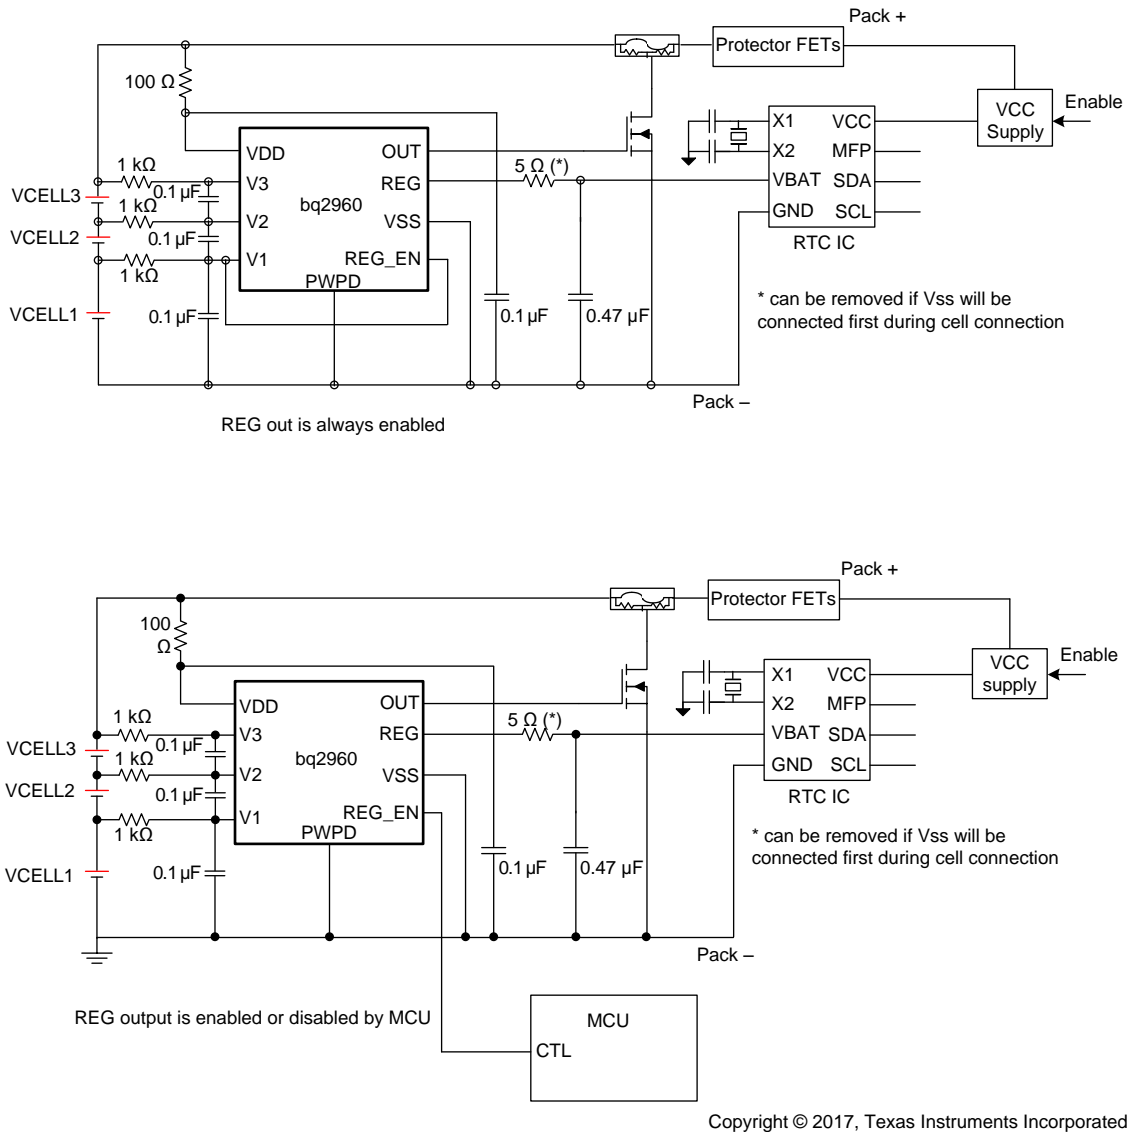 Pack +
Protector FETs
100 Ω
VCC
Supply
Enable
X1
VCC
VDD
OUT
X2
MFP
1 kΩ
5 Ω (*)
V3
REG
VBAT
SDA
0.1 µF
VCELL3
1 kΩ
bq2960
V2
VSS
GND
SCL
VCELL2
0.1 µF
RTC IC
V1
REG_EN
1 kΩ
PWPD
* can be removed if Vss will be
connected first during cell connection
VCELL1
0.1 µF
0.1 µF
0.47 µF
Pack –
REG out is always enabled
Pack +
Protector FETs
100
Ω
VCC
supply
Enable
X1
VCC
VDD
OUT
X2
MFP
1 kΩ
5 Ω (*)
V3
REG
VBAT
SDA
0.1 µF
VCELL3
1 kΩ
bq2960
V2
VSS
GND
SCL
VCELL2
0.1 µF
RTC IC
V1
REG_EN
1 kΩ
PWPD
* can be removed if Vss will be
connected first during cell connection
VCELL1
0.1 µF
0.1 µF
0.47 µF
Pack –
REG output is enabled or disabled by MCU
MCU
CTL
Copyright © 2017, Texas Instruments Incorporated